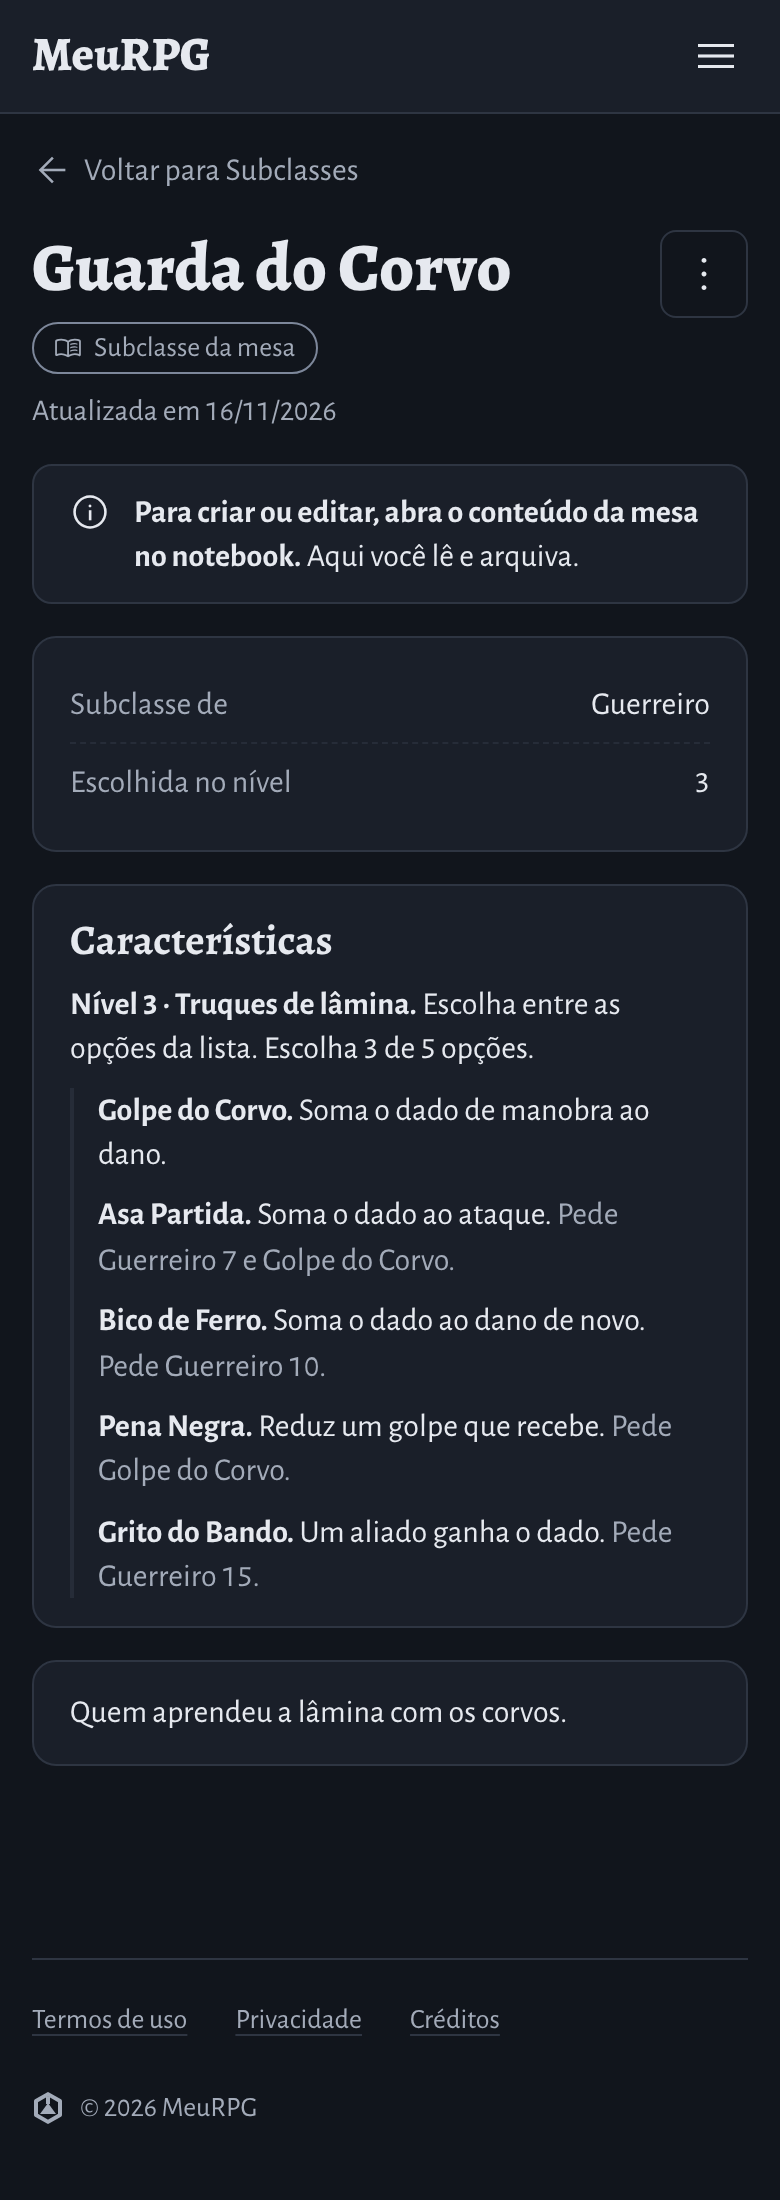 MeuRPG
Voltar para Subclasses
Guarda do Corvo
Subclasse da mesa
Atualizada em 16/11/2026
Para criar ou editar, abra o conteúdo da mesa
no notebook. Aqui você lê e arquiva.
Subclasse de Guerreiro
Escolhida no nível 3
Características
Nível 3 · Truques de lâmina. Escolha entre as
opções da lista. Escolha 3 de 5 opções.
Golpe do Corvo. Soma o dado de manobra ao
dano.
Asa Partida. Soma o dado ao ataque. Pede
Guerreiro 7 e Golpe do Corvo.
Bico de Ferro. Soma o dado ao dano de novo.
Pede Guerreiro 10.
Pena Negra. Reduz um golpe que recebe. Pede
Golpe do Corvo.
Grito do Bando. Um aliado ganha o dado. Pede
Guerreiro 15.
Quem aprendeu a lâmina com os corvos.
Termos de uso Privacidade Créditos
© 2026 MeuRPG